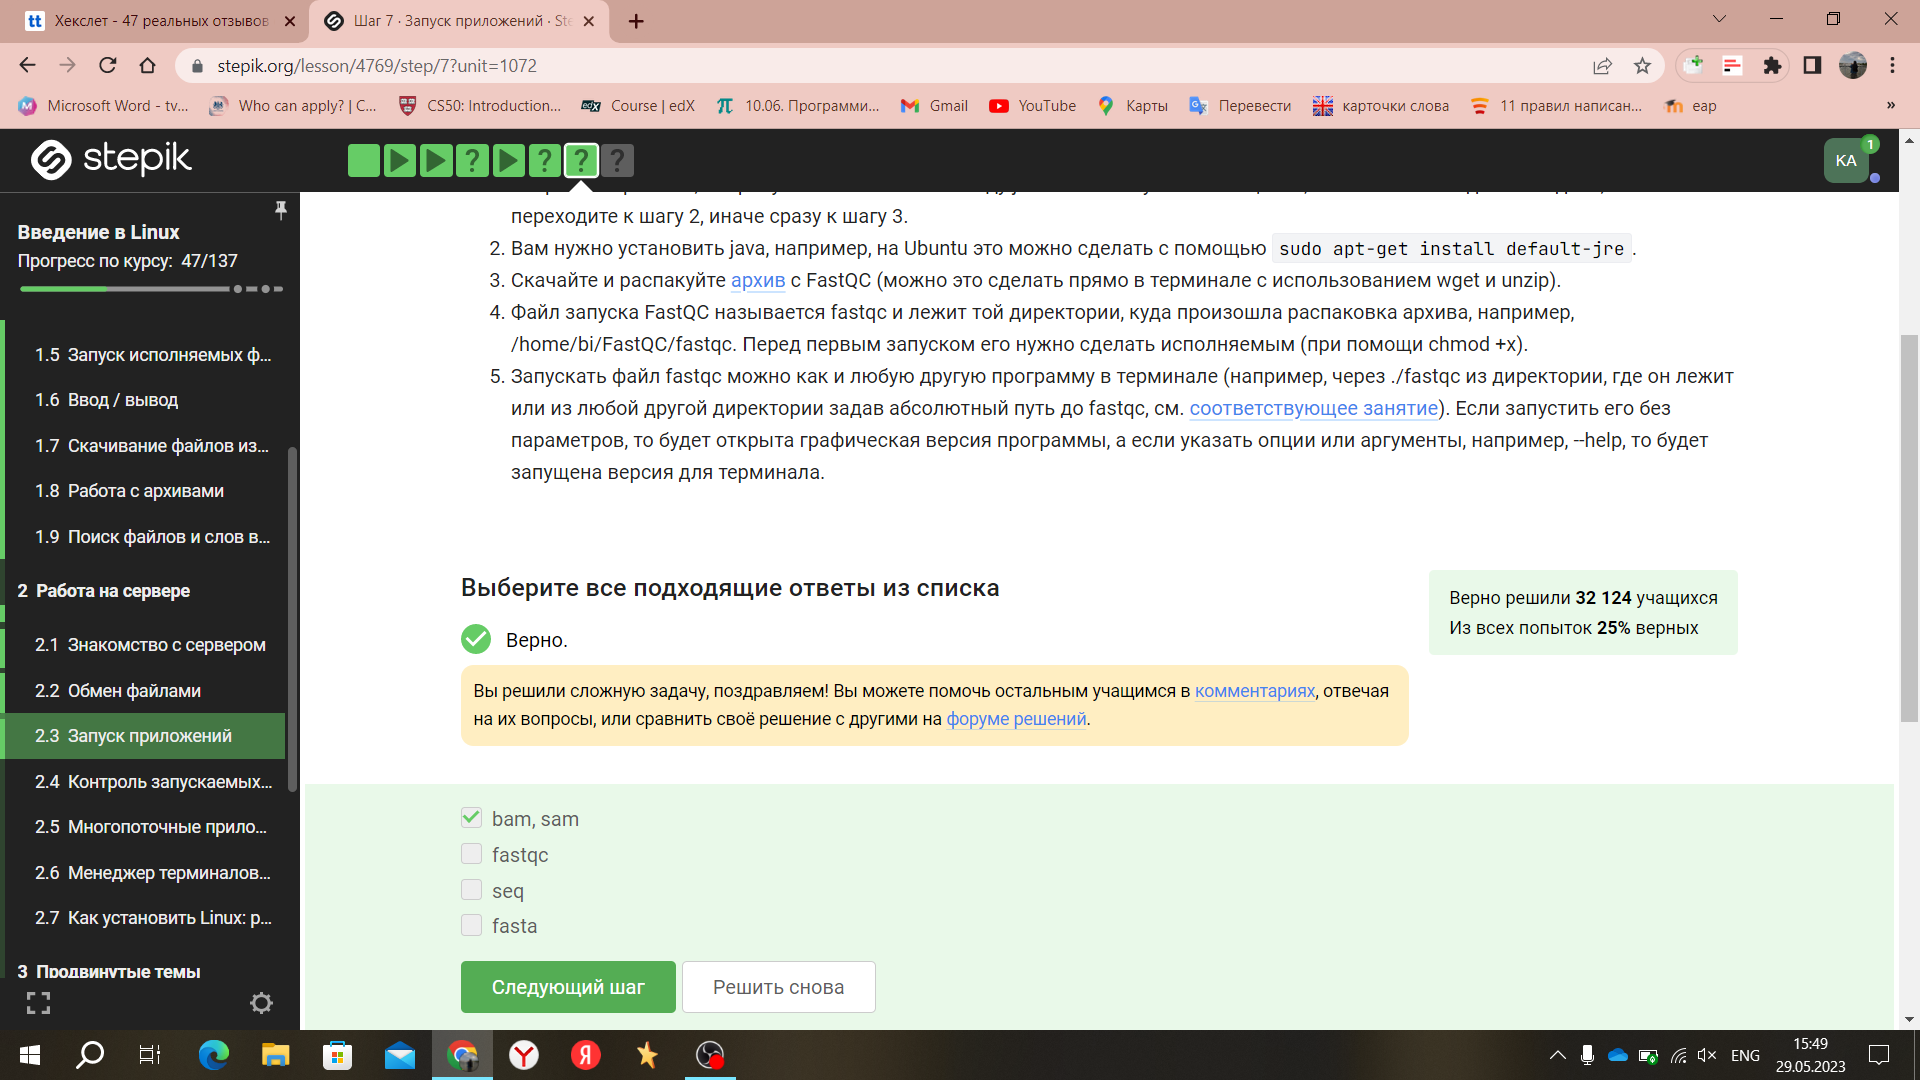 Хекслет - 47 реальных отзывов
Шаг 7 · Запуск приложений · Ste
stepik.org/lesson/4769/step/7?unit=1072
Microsoft Word - tv...
Who can apply? | C...
CS50: Introduction...
Course | edX
10.06. Программи...
Gmail
YouTube
Карты
Перевести
карточки слова
11 правил написан...
eap
stepik
KA
1
Введение в Linux
Прогресс по курсу: 47/137
1.5 Запуск исполняемых ф...
1.6 Ввод / вывод
1.7 Скачивание файлов из...
1.8 Работа с архивами
1.9 Поиск файлов и слов в...
2 Работа на сервере
2.1 Знакомство с сервером
2.2 Обмен файлами
2.3 Запуск приложений
2.4 Контроль запускаемых...
2.5 Многопоточные прило...
2.6 Менеджер терминалов...
2.7 Как установить Linux: р...
3 Продвинутые темы
переходите к шагу 2, иначе сразу к шагу 3.
2. Вам нужно установить java, например, на Ubuntu это можно сделать с помощью sudo apt-get install default-jre.
3. Скачайте и распакуйте архив с FastQC (можно это сделать прямо в терминале с использованием wget и unzip).
4. Файл запуска FastQC называется fastqc и лежит той директории, куда произошла распаковка архива, например,
/home/bi/FastQC/fastqc. Перед первым запуском его нужно сделать исполняемым (при помощи chmod +x).
5. Запускать файл fastqc можно как и любую другую программу в терминале (например, через ./fastqc из директории, где он лежит
или из любой другой директории задав абсолютный путь до fastqc, см. соответствующее занятие). Если запустить его без
параметров, то будет открыта графическая версия программы, а если указать опции или аргументы, например, --help, то будет
запущена версия для терминала.
Выберите все подходящие ответы из списка
Верно решили 32 124 учащихся
Из всех попыток 25% верных
Верно.
Вы решили сложную задачу, поздравляем! Вы можете помочь остальным учащимся в комментариях, отвечая
на их вопросы, или сравнить своё решение с другими на форуме решений.
bam, sam
fastqc
seq
fasta
Следующий шаг
Решить снова
ENG
15:49
29.05.2023